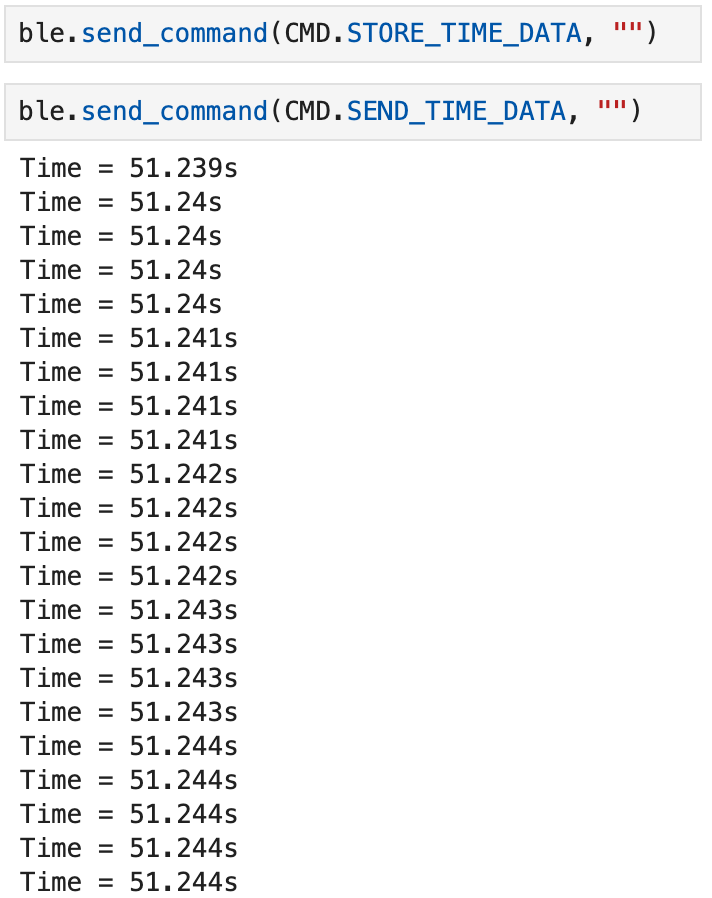 ble.send_command(CMD.STORE_TIME_DATA, "")
ble.send_command(CMD.SEND_TIME_DATA, "")
Time = 51.239s
Time = 51.24s
Time = 51.24s
Time = 51.24s
Time = 51.24s
Time = 51.241s
Time = 51.241s
Time = 51.241s
Time = 51.241s
Time = 51.242s
Time = 51.242s
Time = 51.242s
Time = 51.242s
Time = 51.243s
Time = 51.243s
Time = 51.243s
Time = 51.243s
Time = 51.244s
Time = 51.244s
Time = 51.244s
Time = 51.244s
Time = 51.244s